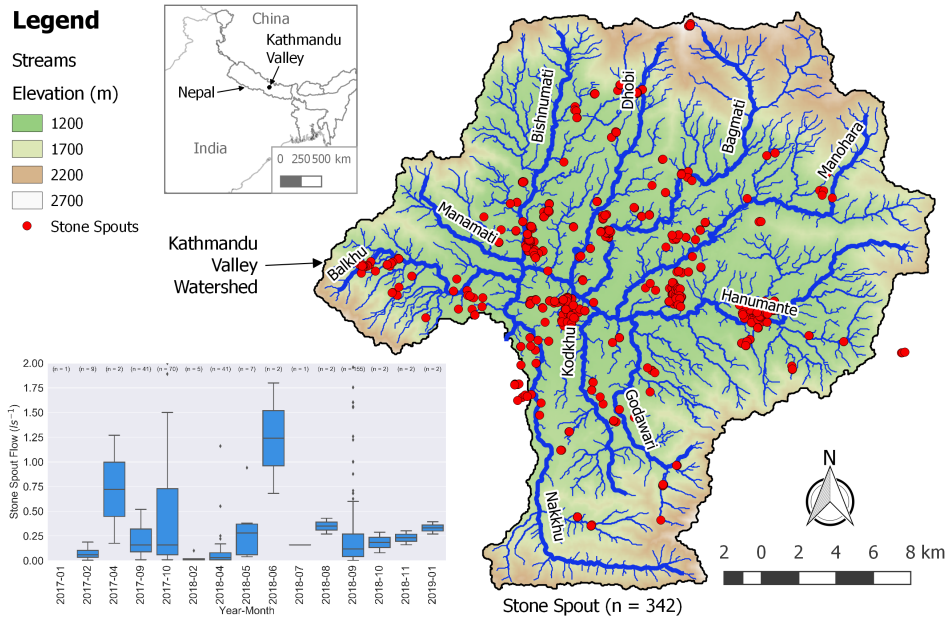 Legend
Streams
Elevation (m)
1200
1700
2200
2700
Stone Spouts
China
Kathmandu
Valley
Nepal
India
0 250 500 km
Kathmandu
Valley
Watershed
Bishnumati
Dhobi
Bagmati
Manohara
Manamati
Balkhu
Hanumante
Kodkhu
Godawari
Nakkhu
N
2 0 2 4 6 8 km
Stone Spout (n = 342)
Stone Spout Flow (ls⁻¹)
2.00
1.75
1.50
1.25
1.00
0.75
0.50
0.25
0.00
(n = 1) (n = 9) (n = 2) (n = 41) (n = 70) (n = 5) (n = 41) (n = 7) (n = 2) (n = 1) (n = 2) (n = 155) (n = 2) (n = 2) (n = 2)
2017-01 2017-02 2017-04 2017-09 2017-10 2018-02 2018-04 2018-05 2018-06 2018-07 2018-08 2018-09 2018-10 2018-11 2019-01
Year-Month